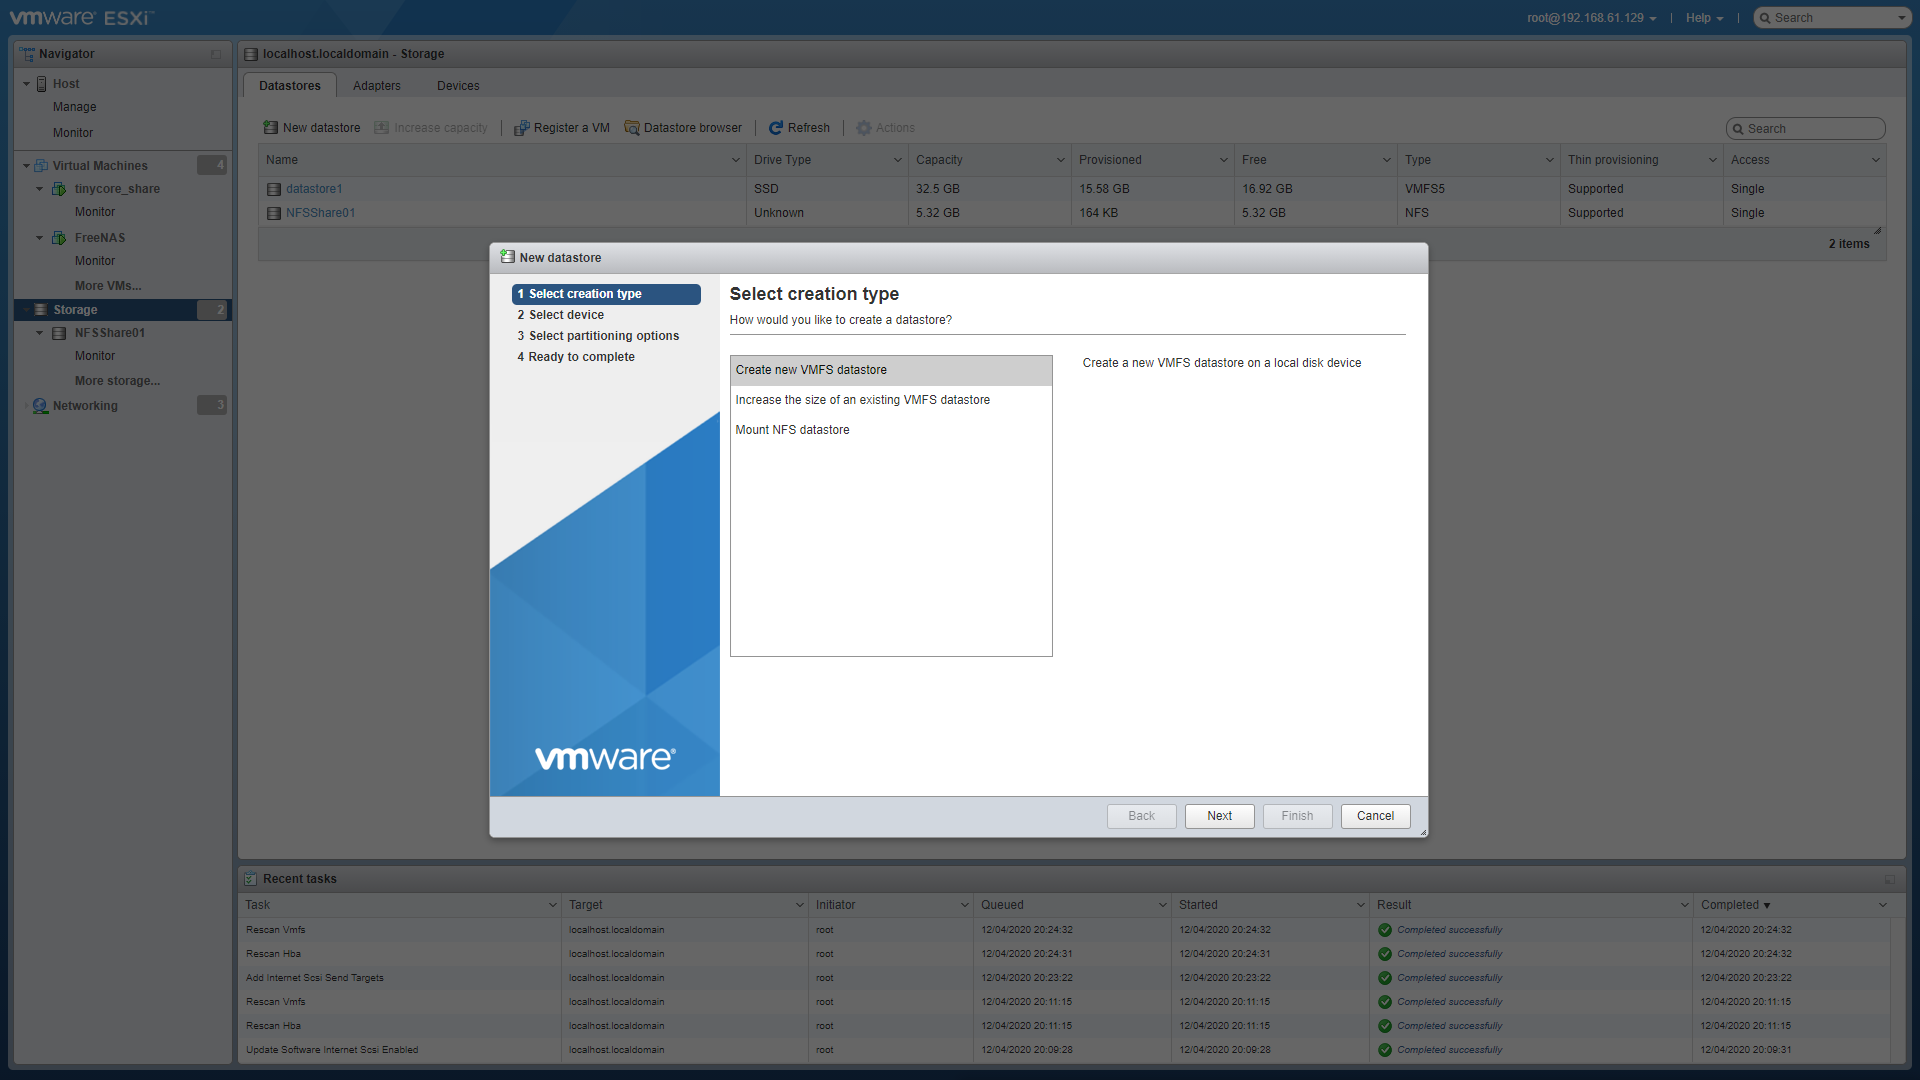 vmware ESXi™
root@192.168.61.129 | Help | Search
Navigator
Host
Manage
Monitor
Virtual Machines 4
tinycore_share
Monitor
FreeNAS
Monitor
More VMs...
Storage 2
NFSShare01
Monitor
More storage...
Networking 3
localhost.localdomain - Storage
Datastores Adapters Devices
New datastore Increase capacity | Register a VM Datastore browser | Refresh | Actions
Search
Name Drive Type Capacity Provisioned Free Type Thin provisioning Access
datastore1 SSD 32.5 GB 15.58 GB 16.92 GB VMFS5 Supported Single
NFSShare01 Unknown 5.32 GB 164 KB 5.32 GB NFS Supported Single
2 items
New datastore
1 Select creation type
2 Select device
3 Select partitioning options
4 Ready to complete
vmware®
Select creation type
How would you like to create a datastore?
Create new VMFS datastore
Increase the size of an existing VMFS datastore
Mount NFS datastore
Create a new VMFS datastore on a local disk device
Back Next Finish Cancel
Recent tasks
Task Target Initiator Queued Started Result Completed ▼
Rescan Vmfs localhost.localdomain root 12/04/2020 20:24:32 12/04/2020 20:24:32 Completed successfully 12/04/2020 20:24:32
Rescan Hba localhost.localdomain root 12/04/2020 20:24:31 12/04/2020 20:24:31 Completed successfully 12/04/2020 20:24:32
Add Internet Scsi Send Targets localhost.localdomain root 12/04/2020 20:23:22 12/04/2020 20:23:22 Completed successfully 12/04/2020 20:23:22
Rescan Vmfs localhost.localdomain root 12/04/2020 20:11:15 12/04/2020 20:11:15 Completed successfully 12/04/2020 20:11:15
Rescan Hba localhost.localdomain root 12/04/2020 20:11:15 12/04/2020 20:11:15 Completed successfully 12/04/2020 20:11:15
Update Software Internet Scsi Enabled localhost.localdomain root 12/04/2020 20:09:28 12/04/2020 20:09:28 Completed successfully 12/04/2020 20:09:31